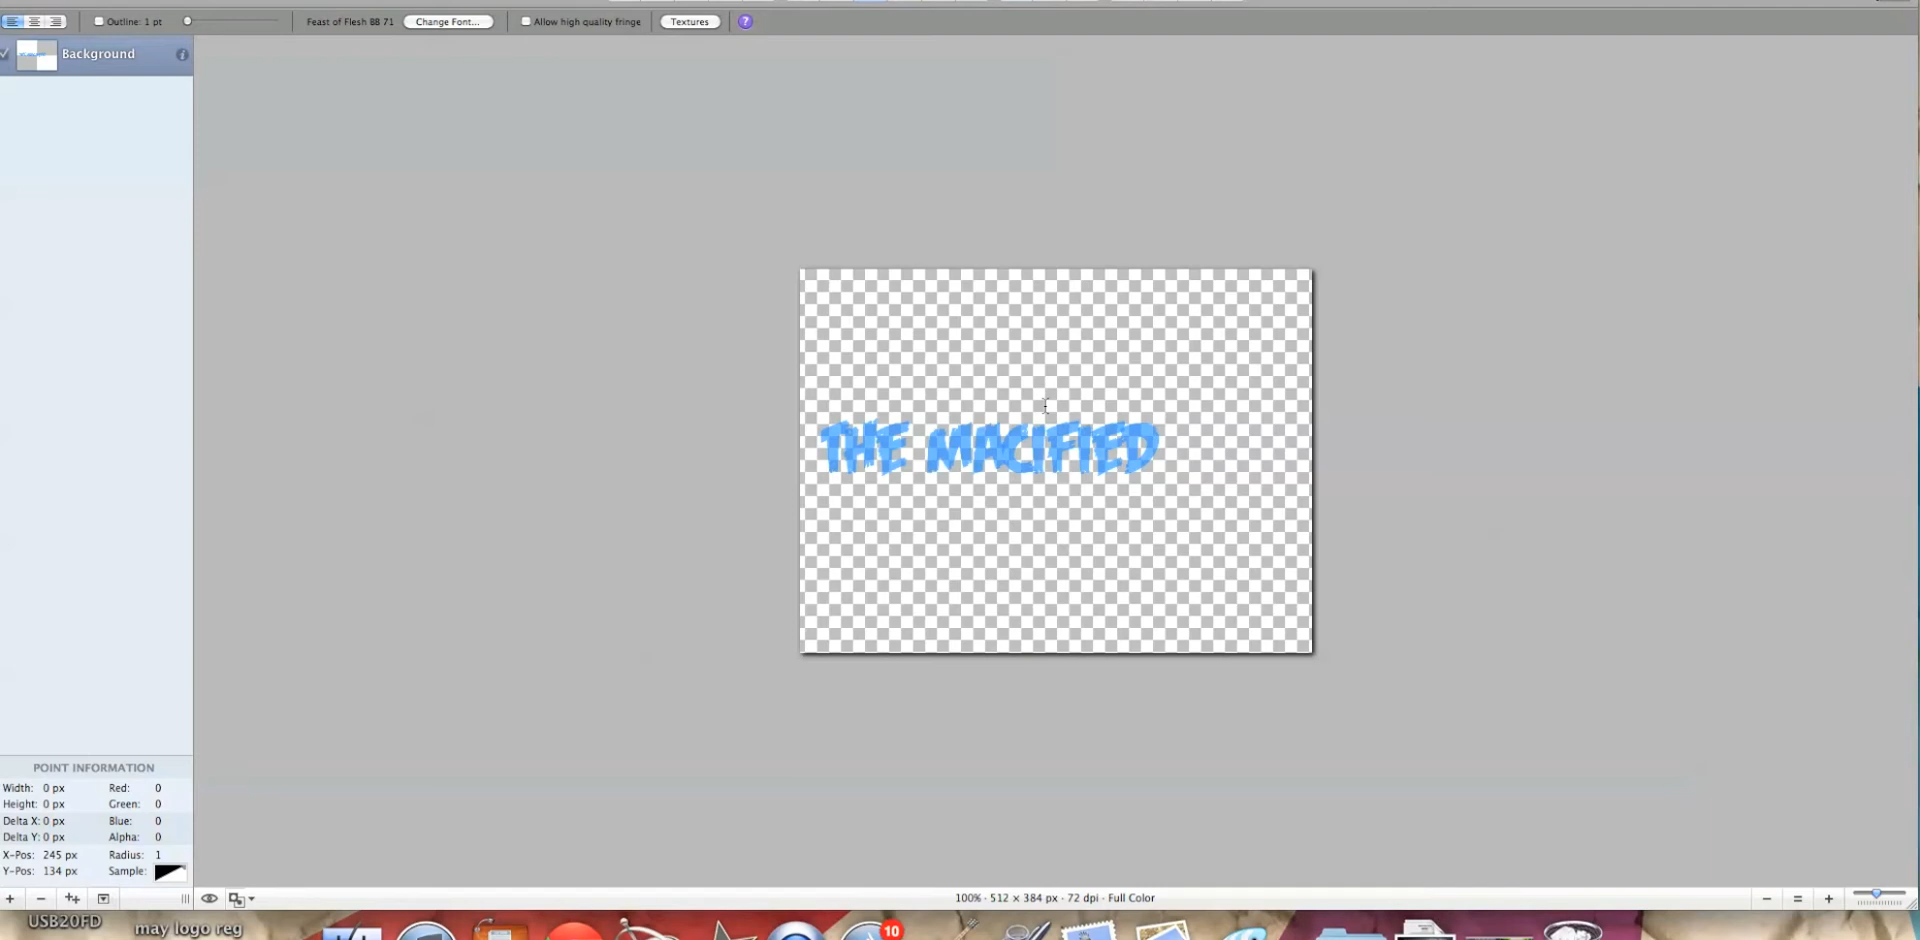 Outline: 1 pt Feast of Flesh BB 71 Change Font... Allow high quality fringe Textures ?
Background i
THE MACIFIED
POINT INFORMATION
Width: 0 px Red: 0
Height: 0 px Green: 0
Delta X: 0 px Blue: 0
Delta Y: 0 px Alpha: 0
X-Pos: 245 px Radius: 1
Y-Pos: 134 px Sample:
100% · 512 × 384 px · 72 dpi · Full Color
USB20FD
may logo reg
10